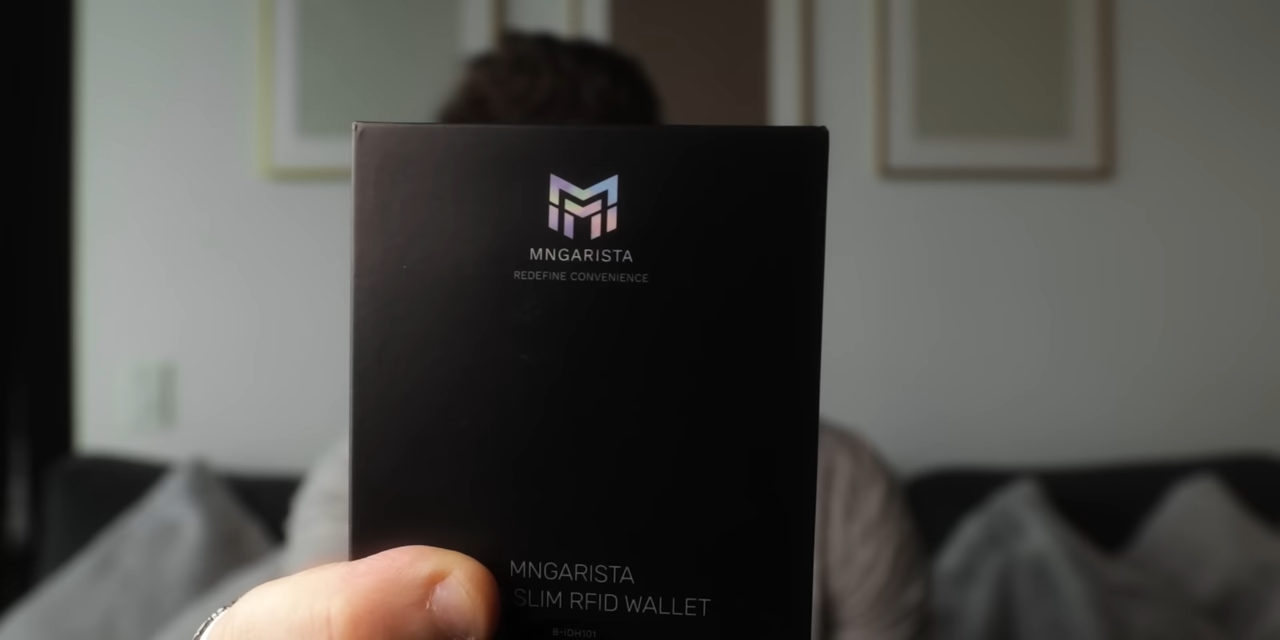 MNGARISTA
REDEFINE CONVENIENCE
MNGARISTA
SLIM RFID WALLET